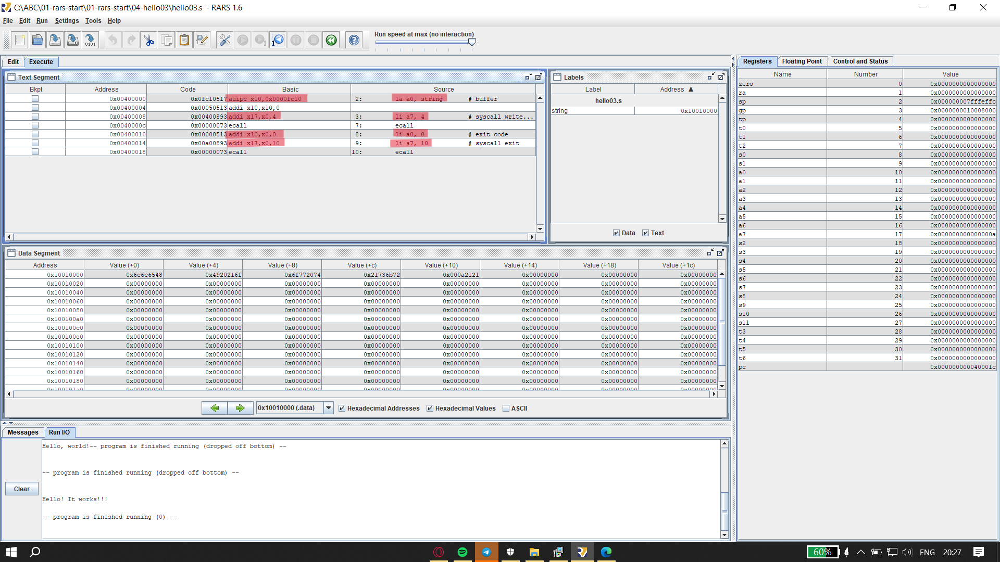 C:\ABC\01-rars-start\01-rars-start\04-hello03\hello03.s - RARS 1.6
File Edit Run Settings Tools Help
Run speed at max (no interaction)
Edit Execute
Text Segment
Bkpt Address Code Basic Source
0x00400000 0x0fc10517 auipc x10,0x0000fc10 2: la a0, string # buffer
0x00400004 0x00050513 addi x10,x10,0
0x00400008 0x00400893 addi x17,x0,4 3: li a7, 4 # syscall write...
0x0040000c 0x00000073 ecall 7: ecall
0x00400010 0x00000513 addi x10,x0,0 8: li a0, 0 # exit code
0x00400014 0x00a00893 addi x17,x0,10 9: li a7, 10 # syscall exit
0x00400018 0x00000073 ecall 10: ecall
Labels
Label Address ▲
hello03.s
string 0x10010000
Data Text
Data Segment
Address Value (+0) Value (+4) Value (+8) Value (+c) Value (+10) Value (+14) Value (+18) Value (+1c)
0x10010000 0x6c6c6548 0x4920216f 0x6f772074 0x21736b72 0x000a2121 0x00000000 0x00000000 0x00000000
0x10010020 0x00000000 0x00000000 0x00000000 0x00000000 0x00000000 0x00000000 0x00000000 0x00000000
0x10010040 0x00000000 0x00000000 0x00000000 0x00000000 0x00000000 0x00000000 0x00000000 0x00000000
0x10010060 0x00000000 0x00000000 0x00000000 0x00000000 0x00000000 0x00000000 0x00000000 0x00000000
0x10010080 0x00000000 0x00000000 0x00000000 0x00000000 0x00000000 0x00000000 0x00000000 0x00000000
0x100100a0 0x00000000 0x00000000 0x00000000 0x00000000 0x00000000 0x00000000 0x00000000 0x00000000
0x100100c0 0x00000000 0x00000000 0x00000000 0x00000000 0x00000000 0x00000000 0x00000000 0x00000000
0x100100e0 0x00000000 0x00000000 0x00000000 0x00000000 0x00000000 0x00000000 0x00000000 0x00000000
0x10010100 0x00000000 0x00000000 0x00000000 0x00000000 0x00000000 0x00000000 0x00000000 0x00000000
0x10010120 0x00000000 0x00000000 0x00000000 0x00000000 0x00000000 0x00000000 0x00000000 0x00000000
0x10010140 0x00000000 0x00000000 0x00000000 0x00000000 0x00000000 0x00000000 0x00000000 0x00000000
0x10010160 0x00000000 0x00000000 0x00000000 0x00000000 0x00000000 0x00000000 0x00000000 0x00000000
0x10010180 0x00000000 0x00000000 0x00000000 0x00000000 0x00000000 0x00000000 0x00000000 0x00000000
0x10010000 (.data) Hexadecimal Addresses Hexadecimal Values ASCII
Messages Run I/O
Clear
Hello, world!-- program is finished running (dropped off bottom) --
-- program is finished running (dropped off bottom) --
Hello! It works!!!
-- program is finished running (0) --
Registers Floating Point Control and Status
Name Number Value
zero 0 0x0000000000000000
ra 1 0x0000000000000000
sp 2 0x000000007fffeffc
gp 3 0x0000000010008000
tp 4 0x0000000000000000
t0 5 0x0000000000000000
t1 6 0x0000000000000000
t2 7 0x0000000000000000
s0 8 0x0000000000000000
s1 9 0x0000000000000000
a0 10 0x0000000000000000
a1 11 0x0000000000000000
a2 12 0x0000000000000000
a3 13 0x0000000000000000
a4 14 0x0000000000000000
a5 15 0x0000000000000000
a6 16 0x0000000000000000
a7 17 0x000000000000000a
s2 18 0x0000000000000000
s3 19 0x0000000000000000
s4 20 0x0000000000000000
s5 21 0x0000000000000000
s6 22 0x0000000000000000
s7 23 0x0000000000000000
s8 24 0x0000000000000000
s9 25 0x0000000000000000
s10 26 0x0000000000000000
s11 27 0x0000000000000000
t3 28 0x0000000000000000
t4 29 0x0000000000000000
t5 30 0x0000000000000000
t6 31 0x0000000000000000
pc 0x000000000040001c
60% ENG 20:27